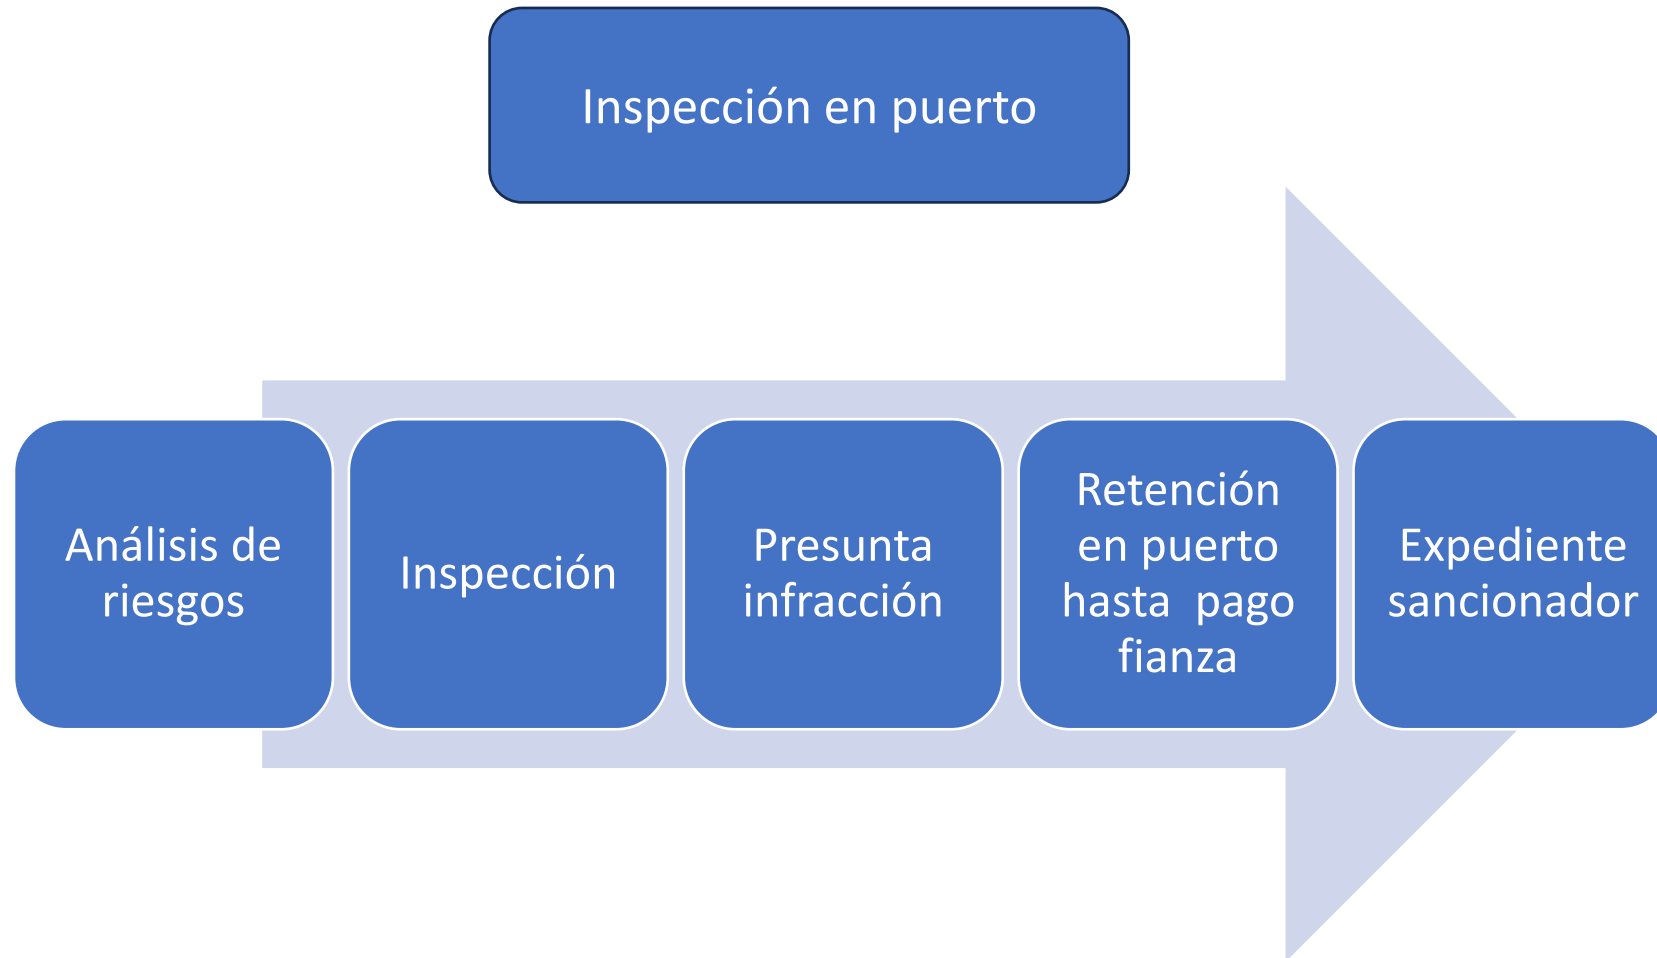 Inspección en puerto
Análisis de
riesgos
Inspección
Presunta
infracción
Retención
en puerto
hasta  pago
fianza
Expediente
sancionador